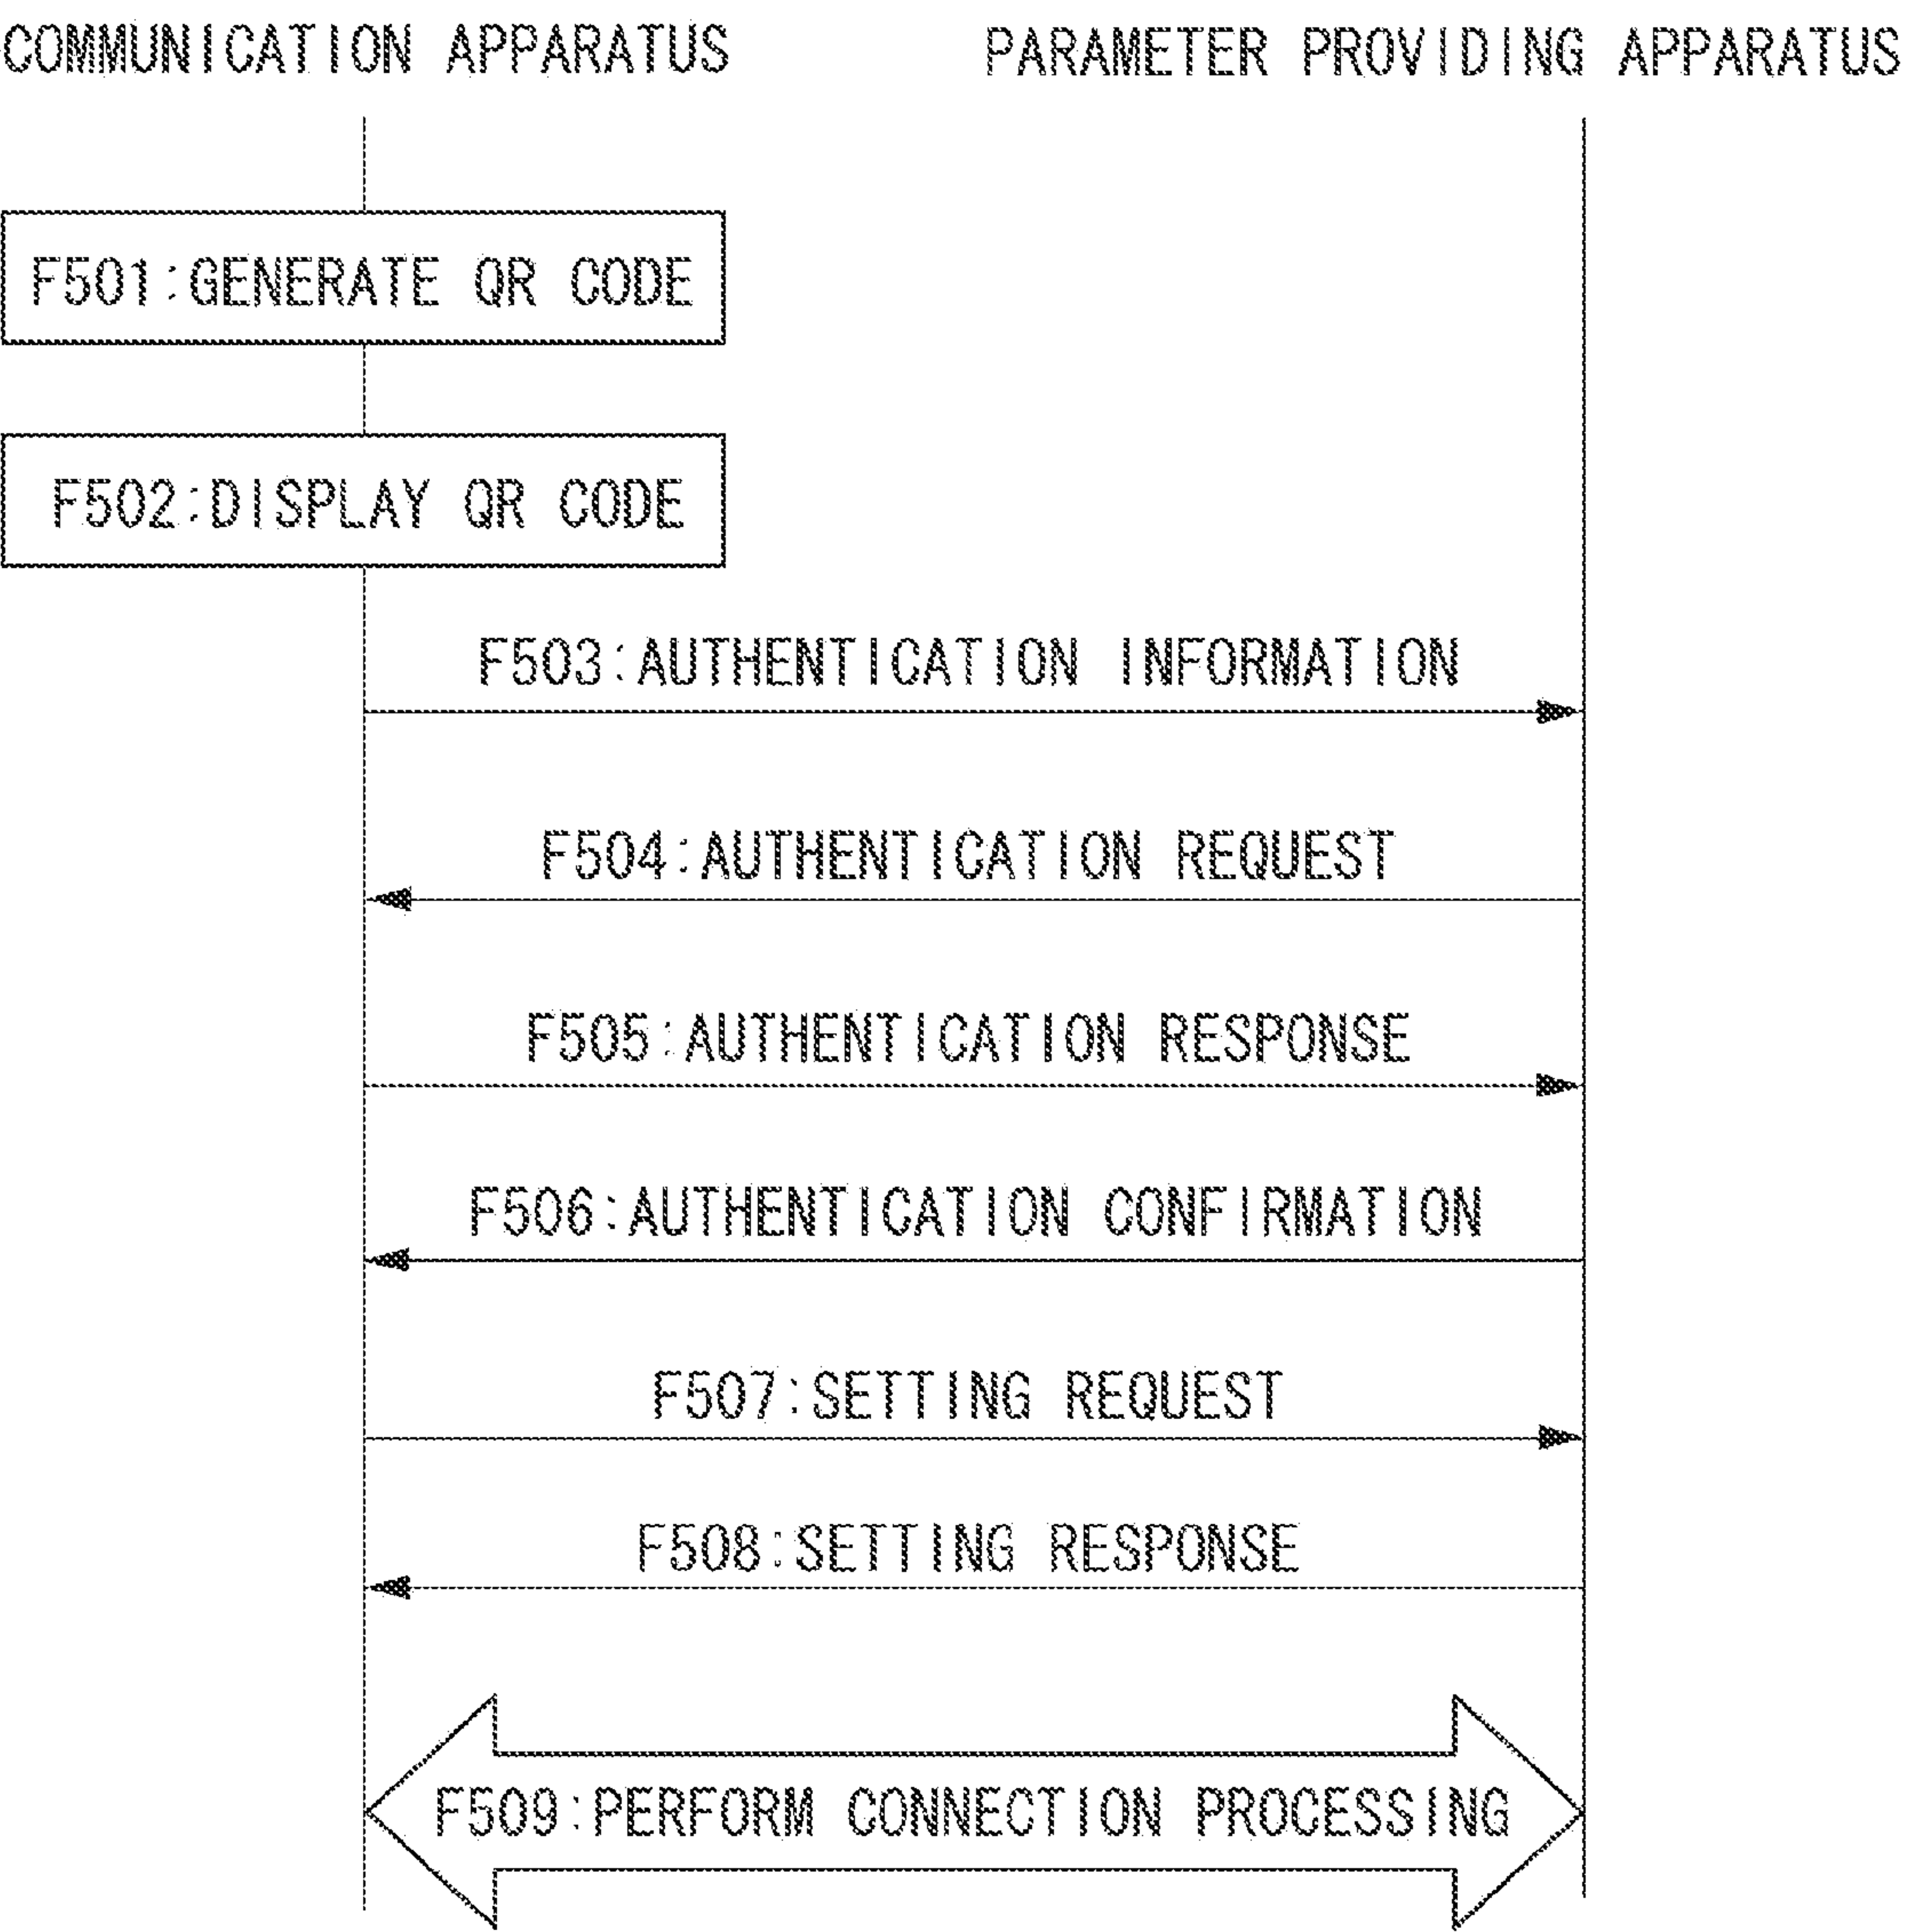 COMMUNICATION APPARATUS
PARAMETER PROVIDING APPARATUS
F501:GENERATE QR CODE
F502:DISPLAY QR CODE
F503:AUTHENTICATION INFORMATION
F504:AUTHENTICATION REQUEST
F505:AUTHENTICATION RESPONSE
F506:AUTHENTICATION CONFIRMATION
F507:SETTING REQUEST
F508:SETTING RESPONSE
F509:PERFORM CONNECTION PROCESSING